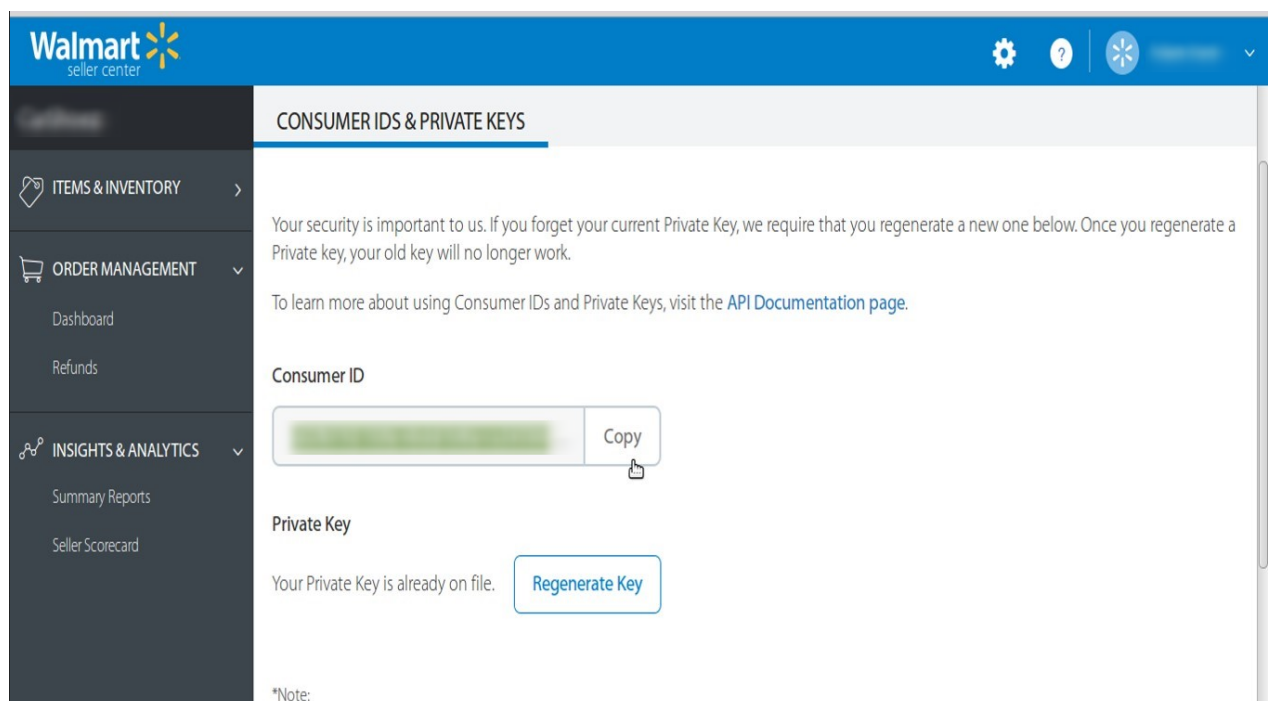 Walmart
seller center
?
CONSUMER IDS & PRIVATE KEYS
ITEMS & INVENTORY
ORDER MANAGEMENT
Dashboard
Refunds
INSIGHTS & ANALYTICS
Summary Reports
Seller Scorecard
Your security is important to us. If you forget your current Private Key, we require that you regenerate a new one below. Once you regenerate a
Private key, your old key will no longer work.
To learn more about using Consumer IDs and Private Keys, visit the API Documentation page.
Consumer ID
Copy
Private Key
Your Private Key is already on file.
Regenerate Key
*Note: